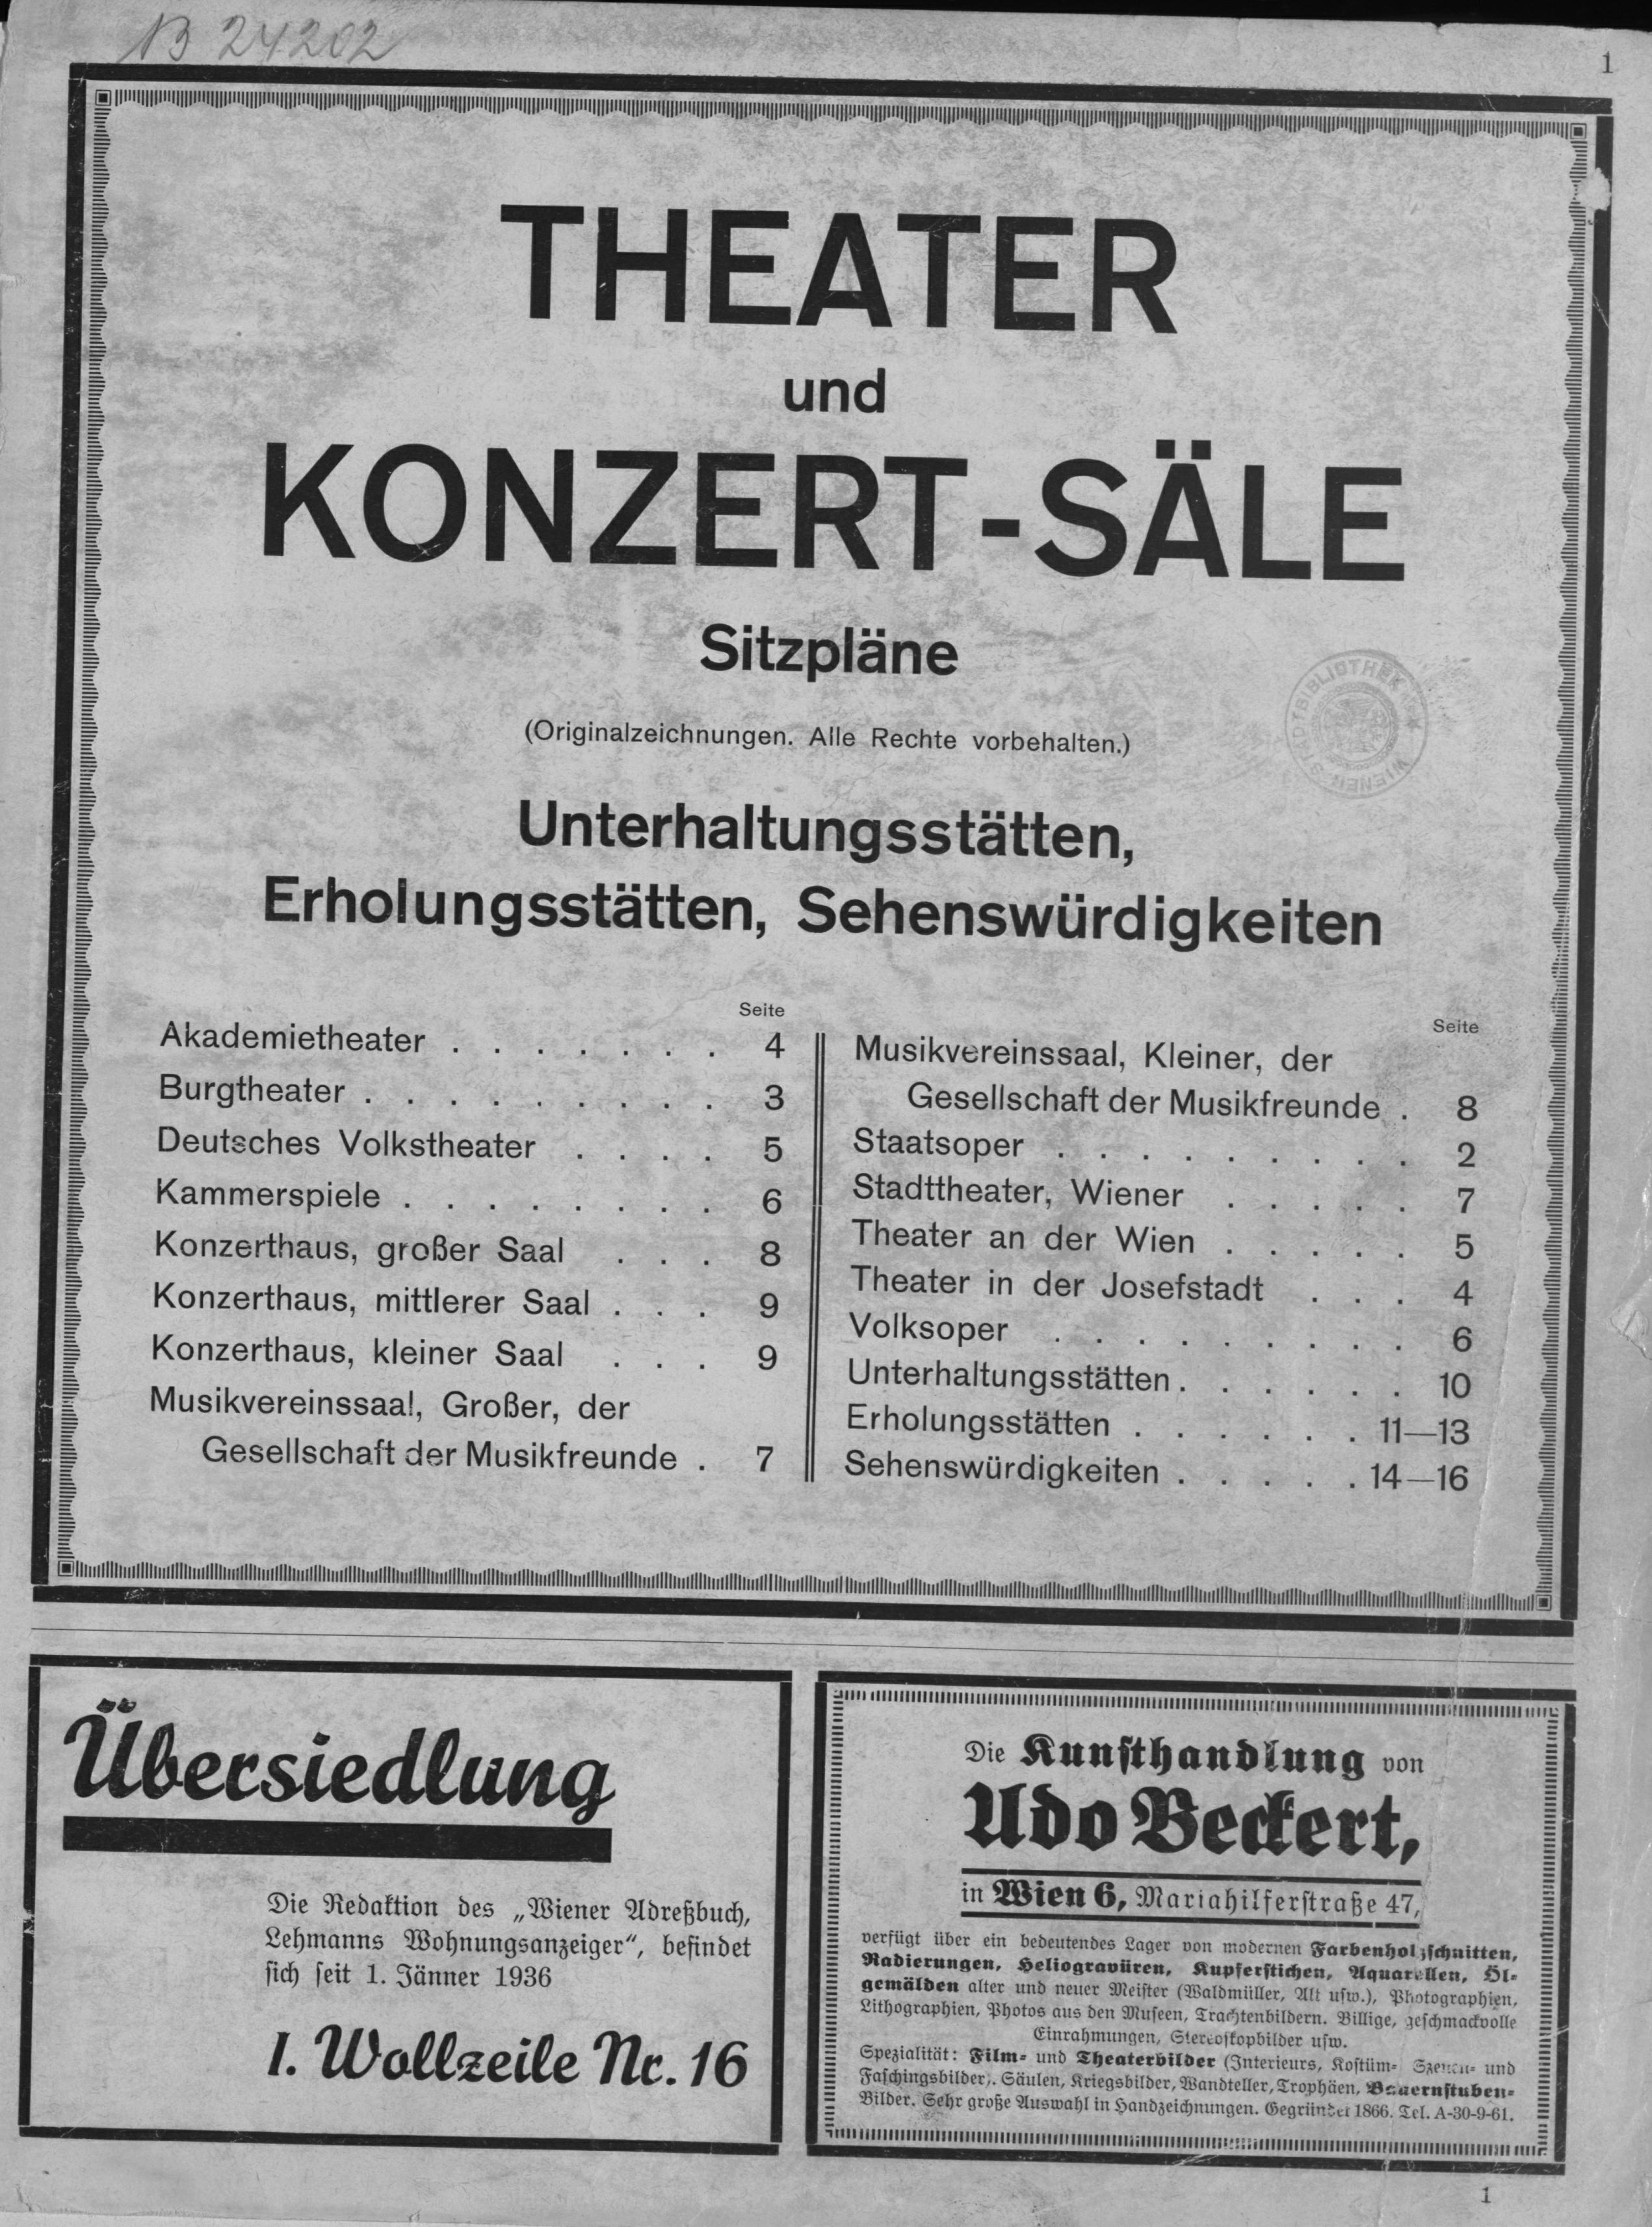 B 24202
1
THEATER
und
KONZERT-SÄLE
Sitzpläne
(Originalzeichnungen. Alle Rechte vorbehalten.)
WIENER STADTBIBLIOTHEK
Unterhaltungsstätten,
Erholungsstätten, Sehenswürdigkeiten
Seite
Akademietheater . . . . . . . 4
Burgtheater . . . . . . . . . 3
Deutsches Volkstheater . . . . 5
Kammerspiele . . . . . . . . 6
Konzerthaus, großer Saal . . . 8
Konzerthaus, mittlerer Saal . . . 9
Konzerthaus, kleiner Saal . . . 9
Musikvereinssaal, Großer, der
Gesellschaft der Musikfreunde . 7
Seite
Musikvereinssaal, Kleiner, der
Gesellschaft der Musikfreunde . 8
Staatsoper . . . . . . . . . 2
Stadttheater, Wiener . . . . . 7
Theater an der Wien . . . . . 5
Theater in der Josefstadt . . . 4
Volksoper . . . . . . . . . 6
Unterhaltungsstätten . . . . . . 10
Erholungsstätten . . . . . . 11—13
Sehenswürdigkeiten . . . . . 14—16
Übersiedlung
Die Redaktion des „Wiener Adreßbuch,
Lehmanns Wohnungsanzeiger“, befindet
sich seit 1. Jänner 1936
I. Wollzeile Nr. 16
Die Kunsthandlung von
Udo Beckert,
in Wien 6, Mariahilferstraße 47,
verfügt über ein bedeutendes Lager von modernen Farbenholzschnitten,
Radierungen, Heliogravüren, Kupferstichen, Aquarellen, Öl-
gemälden alter und neuer Meister (Waldmüller, Alt usw.), Photographien,
Lithographien, Photos aus den Museen, Trachtenbildern. Billige, geschmackvolle
Einrahmungen, Stereoskopbilder usw.
Spezialität: Film- und Theaterbilder (Interieurs, Kostüm- Szenen- und
Faschingsbilder). Säulen, Kriegsbilder, Wandteller, Trophäen, Bauernstuben-
Bilder. Sehr große Auswahl in Handzeichnungen. Gegründet 1866. Tel. A-30-9-61.
1